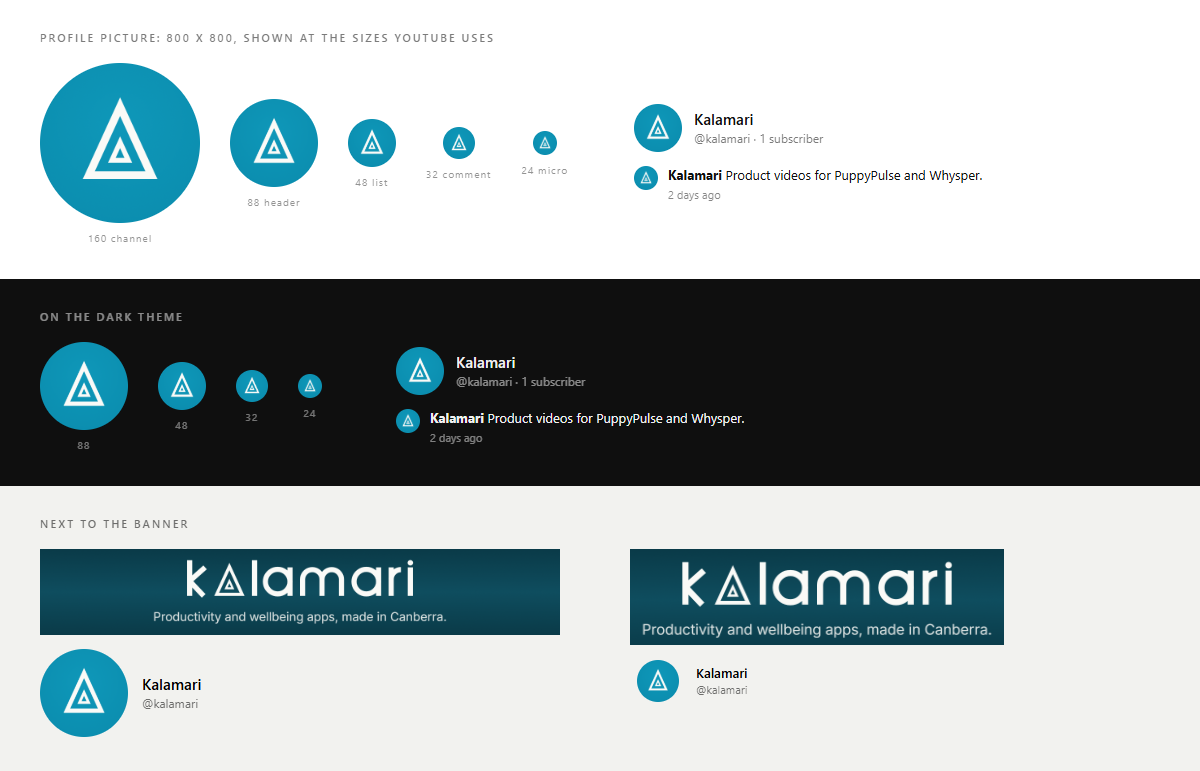 PROFILE PICTURE: 800 X 800, SHOWN AT THE SIZES YOUTUBE USES
160 channel
88 header
48 list
32 comment
24 micro
Kalamari
@kalamari · 1 subscriber
Kalamari Product videos for PuppyPulse and Whysper.
2 days ago
ON THE DARK THEME
88
48
32
24
Kalamari
@kalamari · 1 subscriber
Kalamari Product videos for PuppyPulse and Whysper.
2 days ago
NEXT TO THE BANNER
kalamari
Productivity and wellbeing apps, made in Canberra.
Kalamari
@kalamari
kalamari
Productivity and wellbeing apps, made in Canberra.
Kalamari
@kalamari